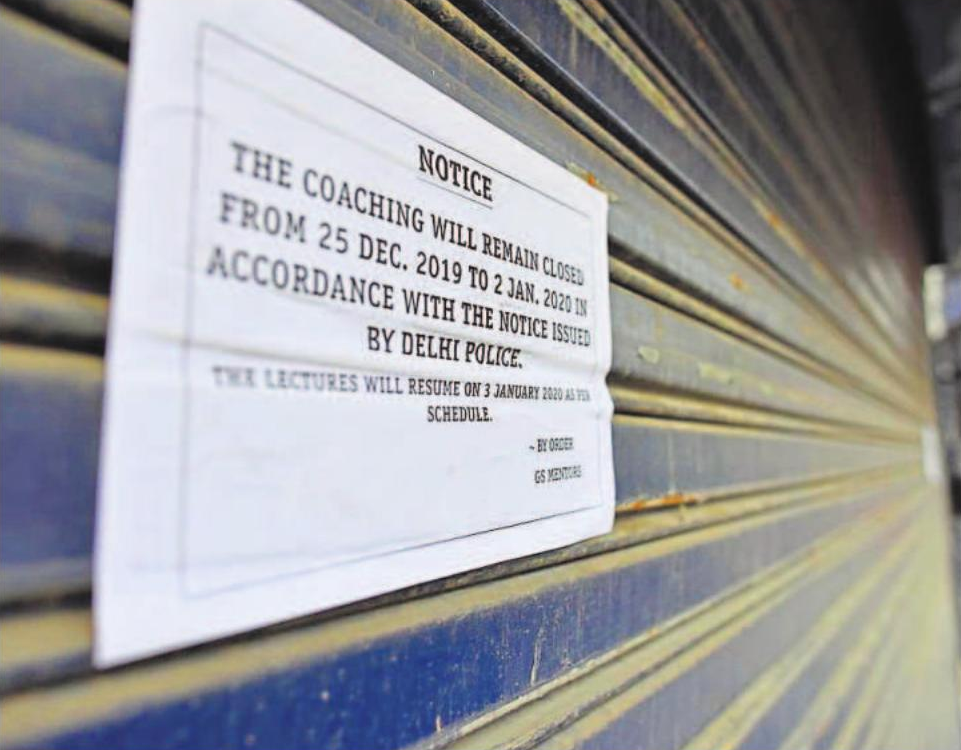 NOTICE
THE COACHING WILL REMAIN CLOSED
FROM 25 DEC. 2019 TO 2 JAN. 2020 IN
ACCORDANCE WITH THE NOTICE ISSUED
BY DELHI POLICE.
THE LECTURES WILL RESUME ON 3 JANUARY 2020 AS PER
SCHEDULE.
~ BY ORDER
GS MENTORS